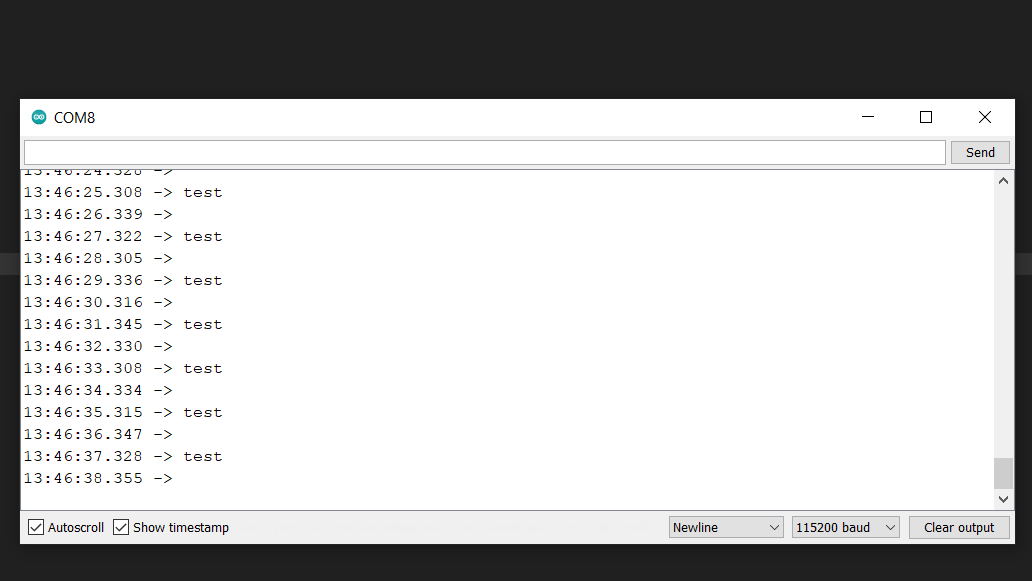 COM8
Send
13:46:24.328 ->
13:46:25.308 -> test
13:46:26.339 ->
13:46:27.322 -> test
13:46:28.305 ->
13:46:29.336 -> test
13:46:30.316 ->
13:46:31.345 -> test
13:46:32.330 ->
13:46:33.308 -> test
13:46:34.334 ->
13:46:35.315 -> test
13:46:36.347 ->
13:46:37.328 -> test
13:46:38.355 ->
Autoscroll Show timestamp Newline 115200 baud Clear output